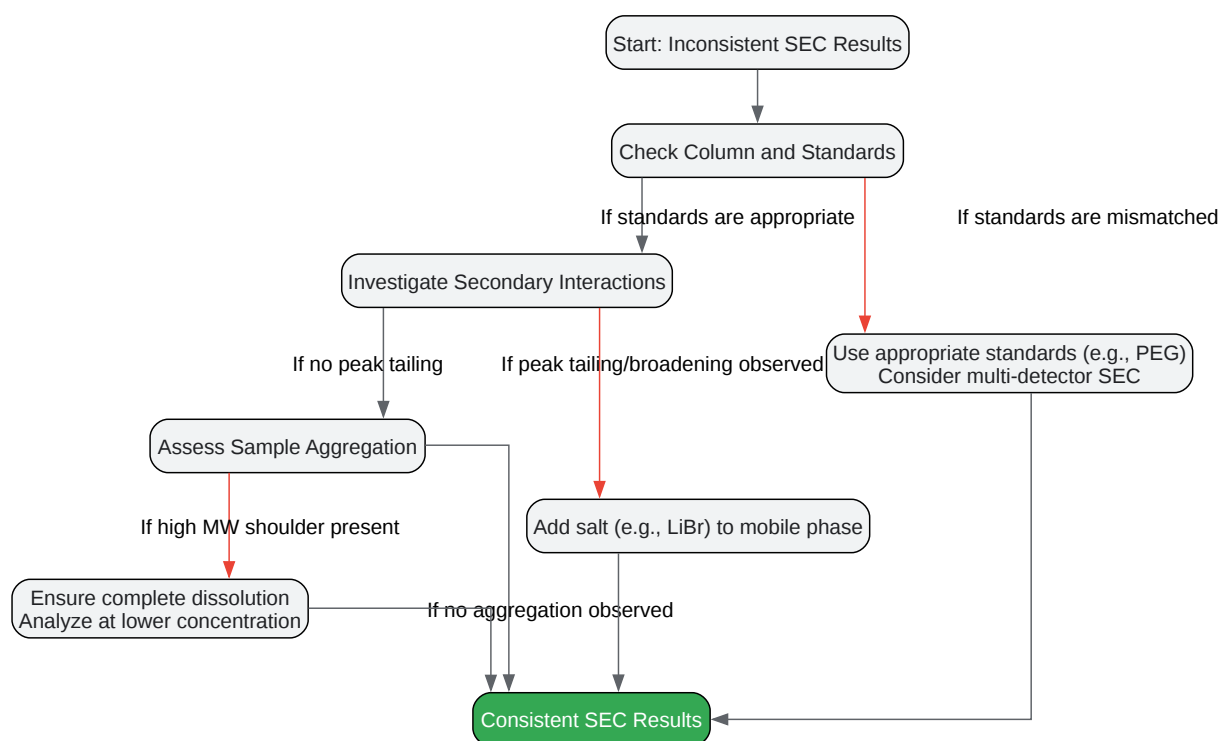 Start: Inconsistent SEC Results
Check Column and Standards
If standards are appropriate
If standards are mismatched
Investigate Secondary Interactions
If no peak tailing
If peak tailing/broadening observed
Use appropriate standards (e.g., PEG)
Consider multi-detector SEC
Assess Sample Aggregation
If high MW shoulder present
Add salt (e.g., LiBr) to mobile phase
Ensure complete dissolution
Analyze at lower concentration
If no aggregation observed
Consistent SEC Results